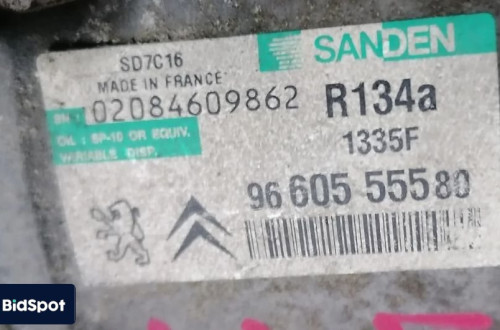 SANDEN
SD7C16
MADE IN FRANCE
02084609862
R134a
OIL : SP-10 OR EQUIV.
VARIABLE DISP.
1335F
96 605 555 80
BidSpot